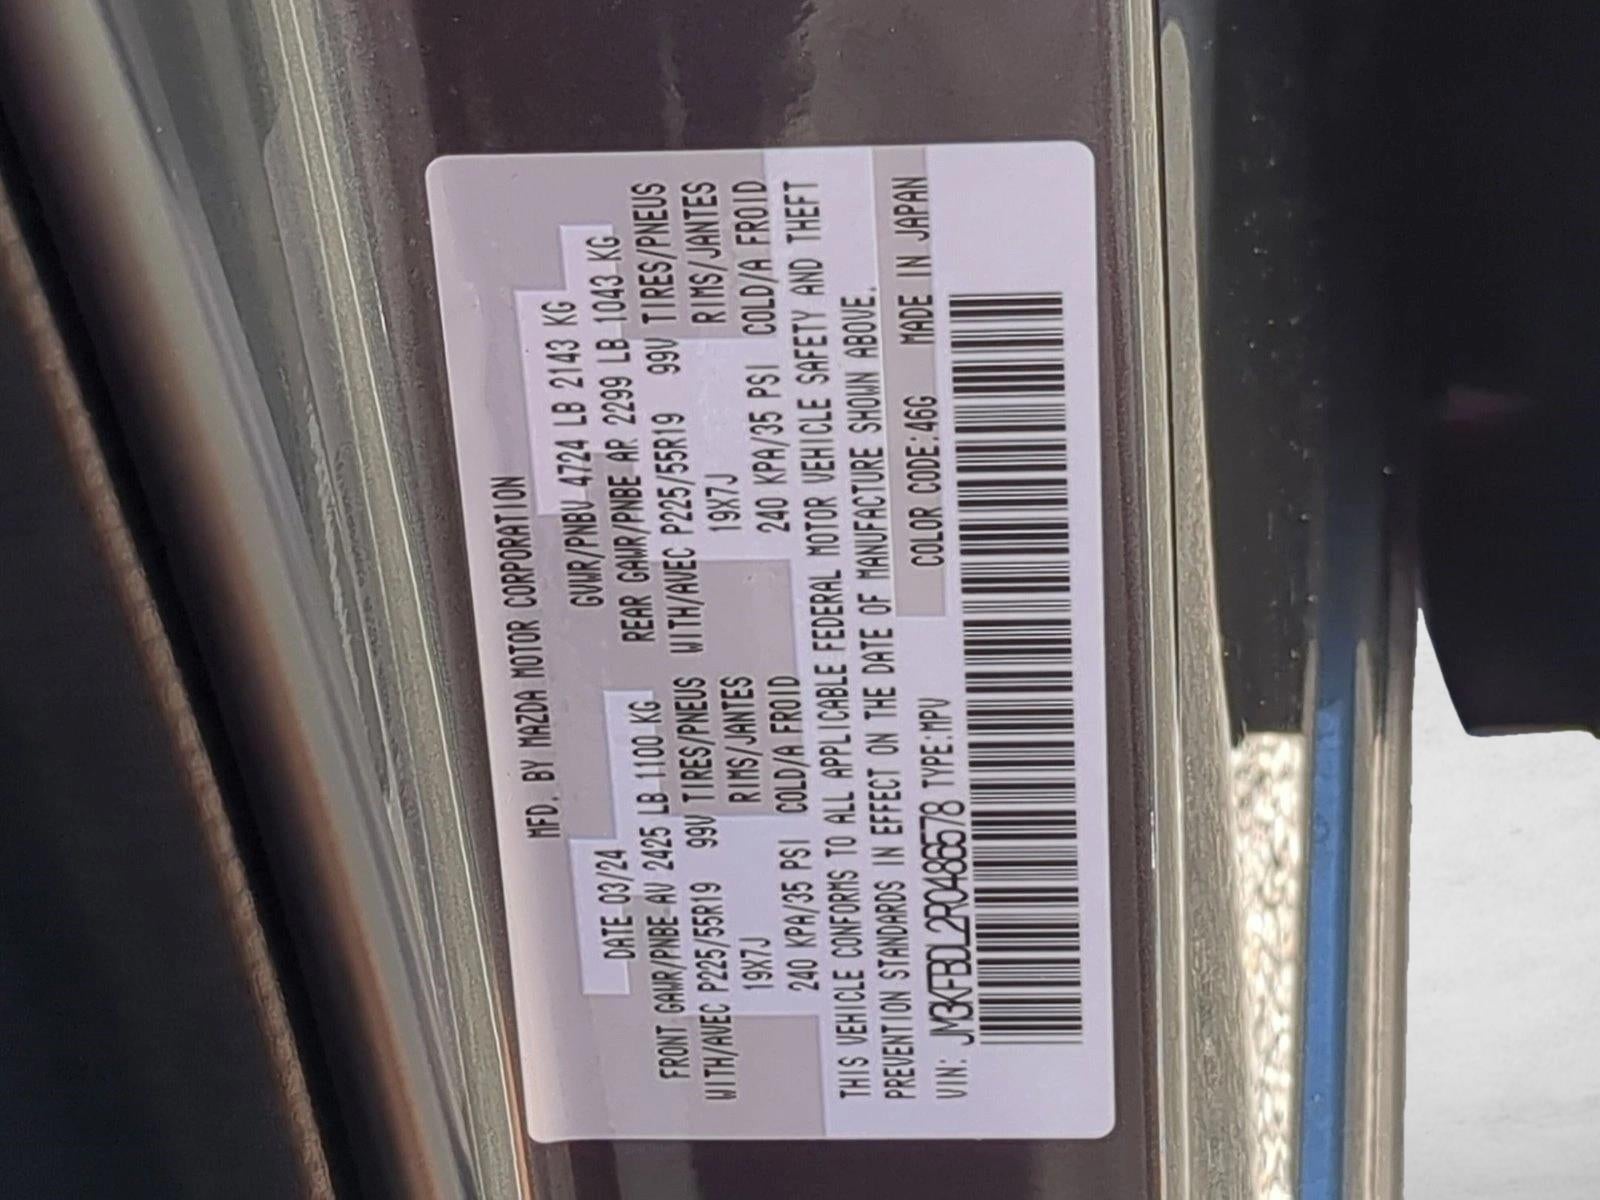 MFD. BY MAZDA MOTOR CORPORATION
DATE 03/24 GVWR/PNBV 4724 LB 2143 KG
FRONT GAWR/PNBE AV 2425 LB 1100 KG REAR GAWR/PNBE AR 2299 LB 1043 KG
WITH/AVEC P225/55R19 99V TIRES/PNEUS WITH/AVEC P225/55R19 99V TIRES/PNEUS
19X7J RIMS/JANTES 19X7J RIMS/JANTES
240 KPA/35 PSI COLD/A FROID 240 KPA/35 PSI COLD/A FROID
THIS VEHICLE CONFORMS TO ALL APPLICABLE FEDERAL MOTOR VEHICLE SAFETY AND THEFT
PREVENTION STANDARDS IN EFFECT ON THE DATE OF MANUFACTURE SHOWN ABOVE.
VIN: JM3KFBDL2R0486578 TYPE:MPV COLOR CODE:46G MADE IN JAPAN